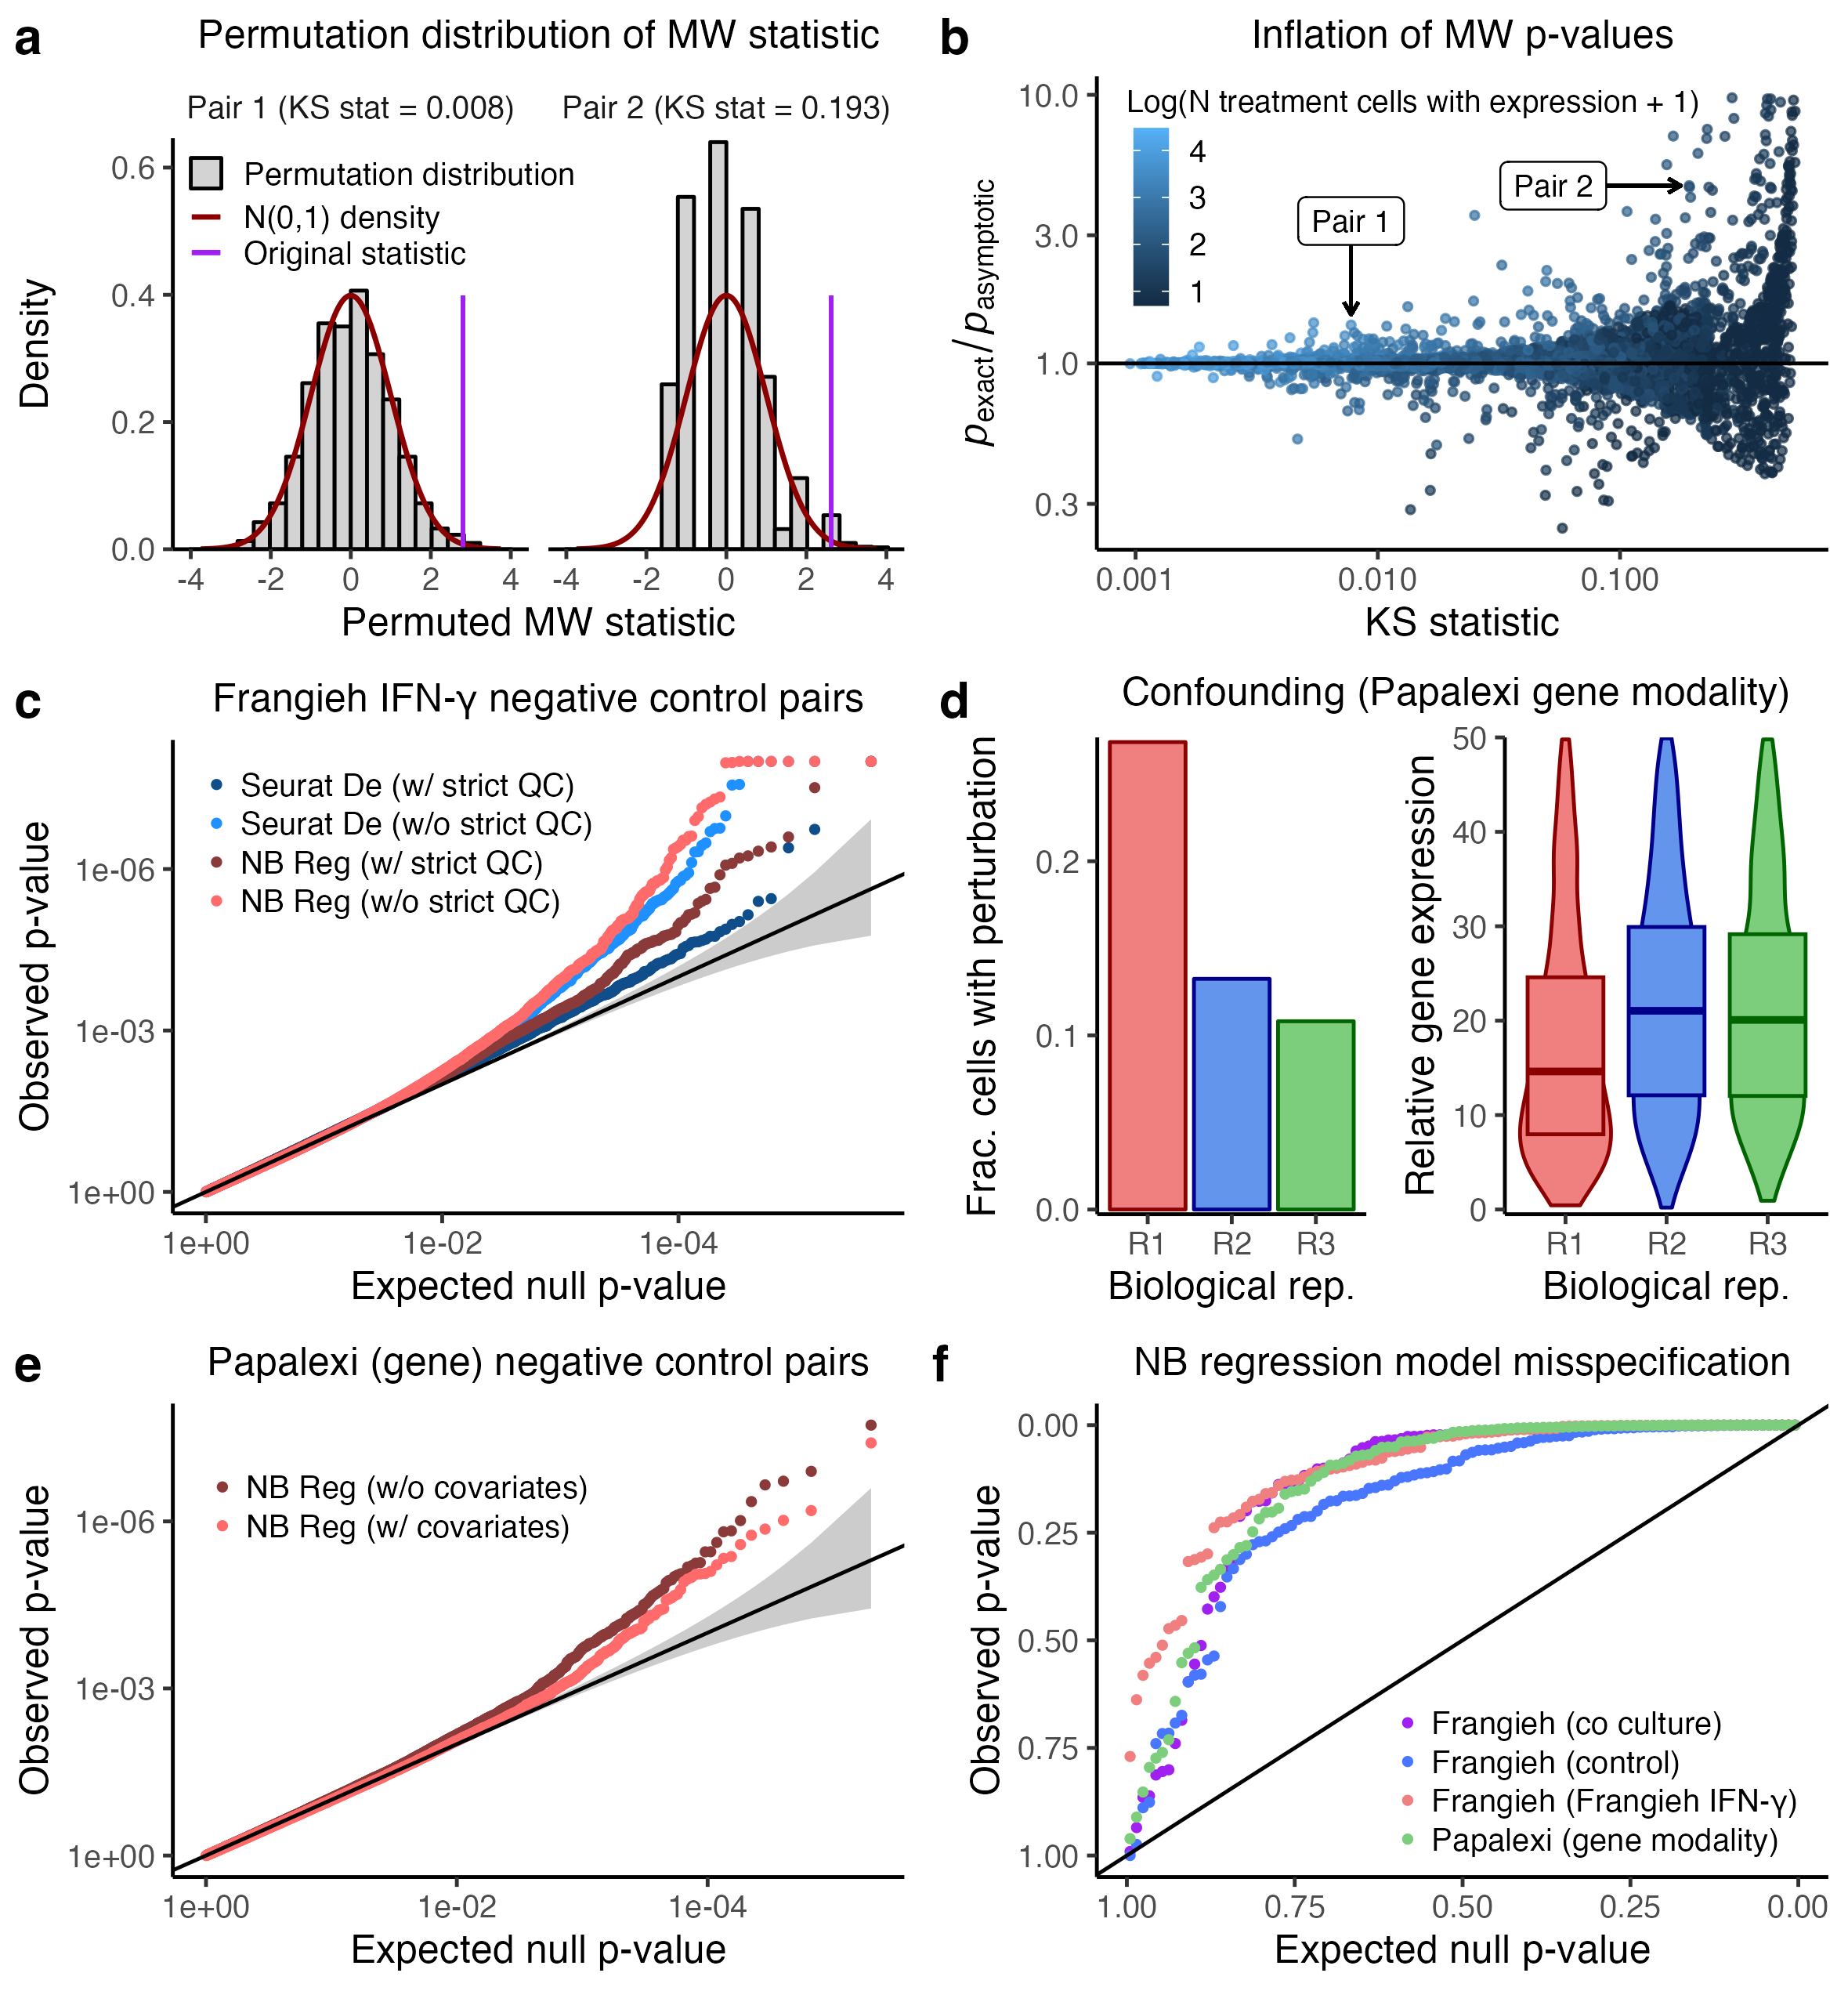 a
Permutation distribution of MW statistic
Pair 1 (KS stat = 0.008)
Pair 2 (KS stat = 0.193)
Permutation distribution
N(0,1) density
Original statistic
Density
0.6
0.4
0.2
0.0
-4 -2 0 2 4
-4 -2 0 2 4
Permuted MW statistic
b
Inflation of MW p-values
Log(N treatment cells with expression + 1)
4
3
2
1
Pair 1
Pair 2
pexact / pasymptotic
10.0
3.0
1.0
0.3
0.001 0.010 0.100
KS statistic
c
Frangieh IFN-γ negative control pairs
Seurat De (w/ strict QC)
Seurat De (w/o strict QC)
NB Reg (w/ strict QC)
NB Reg (w/o strict QC)
Observed p-value
1e-06
1e-03
1e+00
1e+00 1e-02 1e-04
Expected null p-value
d
Confounding (Papalexi gene modality)
Frac. cells with perturbation
0.2
0.1
0.0
R1 R2 R3
Biological rep.
Relative gene expression
50
40
30
20
10
0
R1 R2 R3
Biological rep.
e
Papalexi (gene) negative control pairs
NB Reg (w/o covariates)
NB Reg (w/ covariates)
Observed p-value
1e-06
1e-03
1e+00
1e+00 1e-02 1e-04
Expected null p-value
f
NB regression model misspecification
Observed p-value
0.00
0.25
0.50
0.75
1.00
Frangieh (co culture)
Frangieh (control)
Frangieh (Frangieh IFN-γ)
Papalexi (gene modality)
1.00 0.75 0.50 0.25 0.00
Expected null p-value